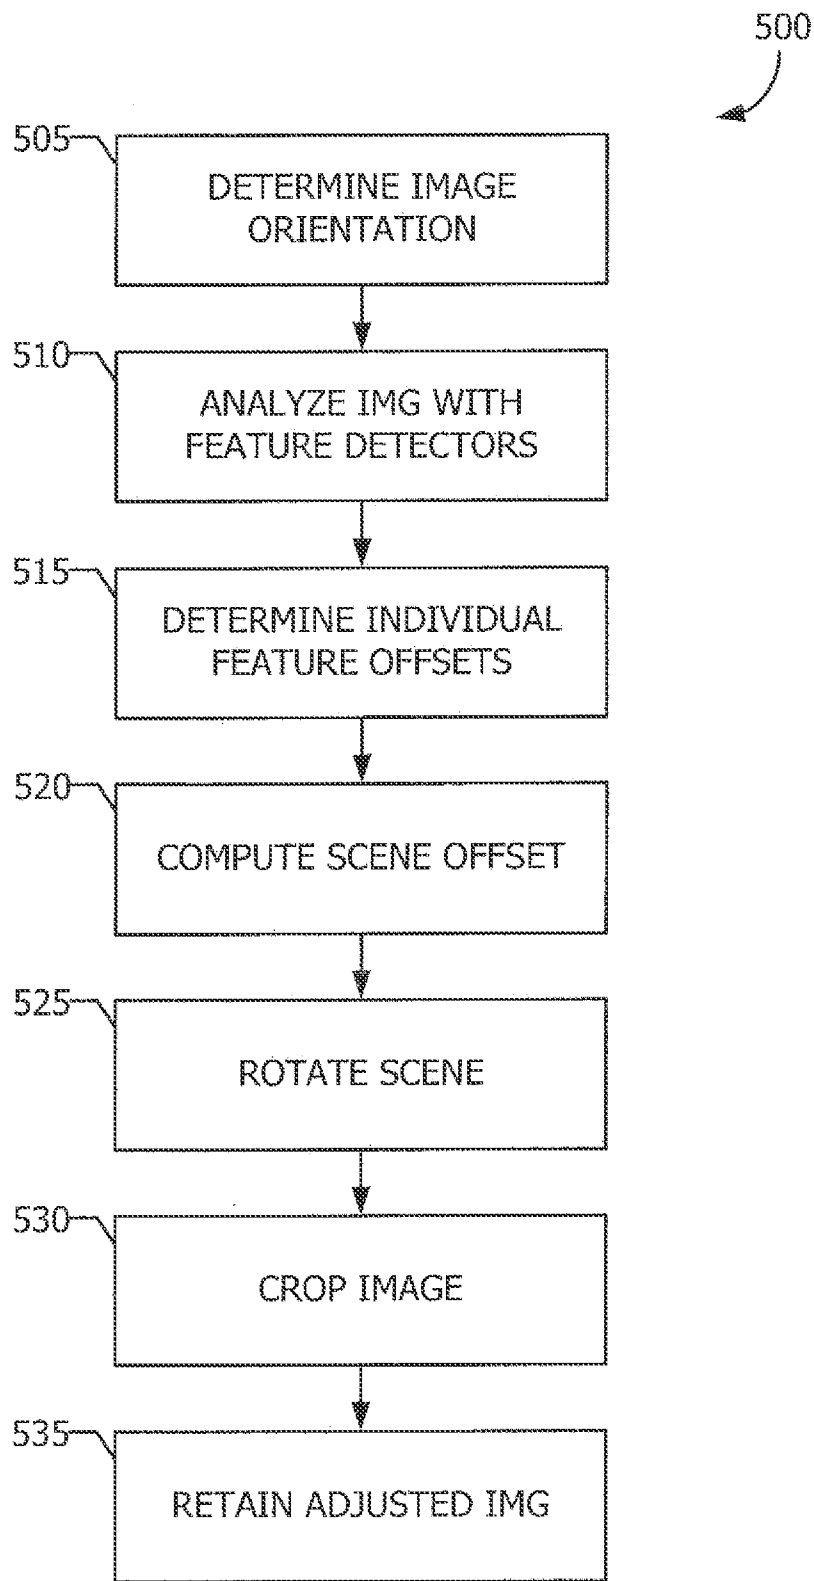 500
505
DETERMINE IMAGE
ORIENTATION
510
ANALYZE IMG WITH
FEATURE DETECTORS
515
DETERMINE INDIVIDUAL
FEATURE OFFSETS
520
COMPUTE SCENE OFFSET
525
ROTATE SCENE
530
CROP IMAGE
535
RETAIN ADJUSTED IMG